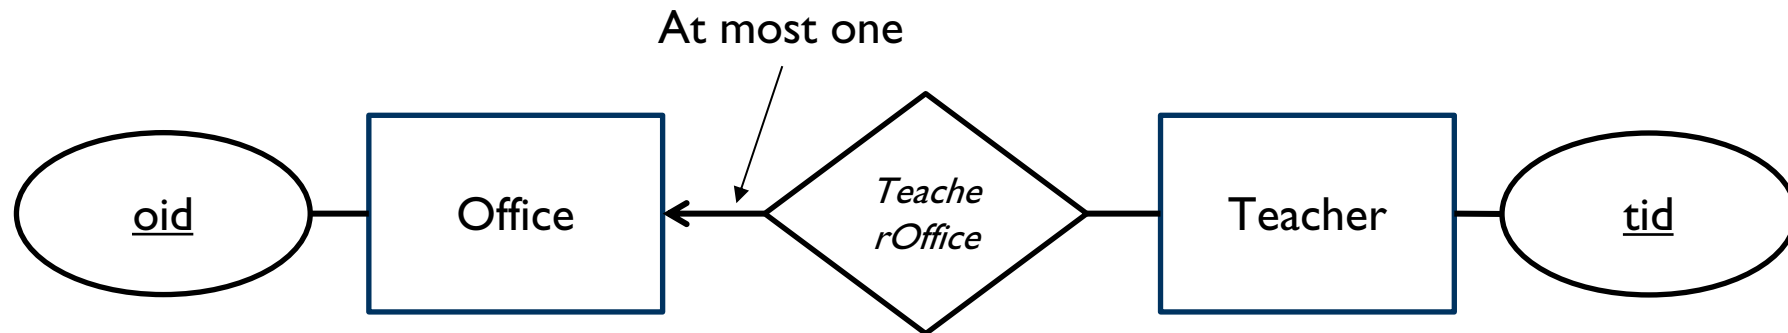 At most one
oid
Office
Teache
rOffice
Teacher
tid